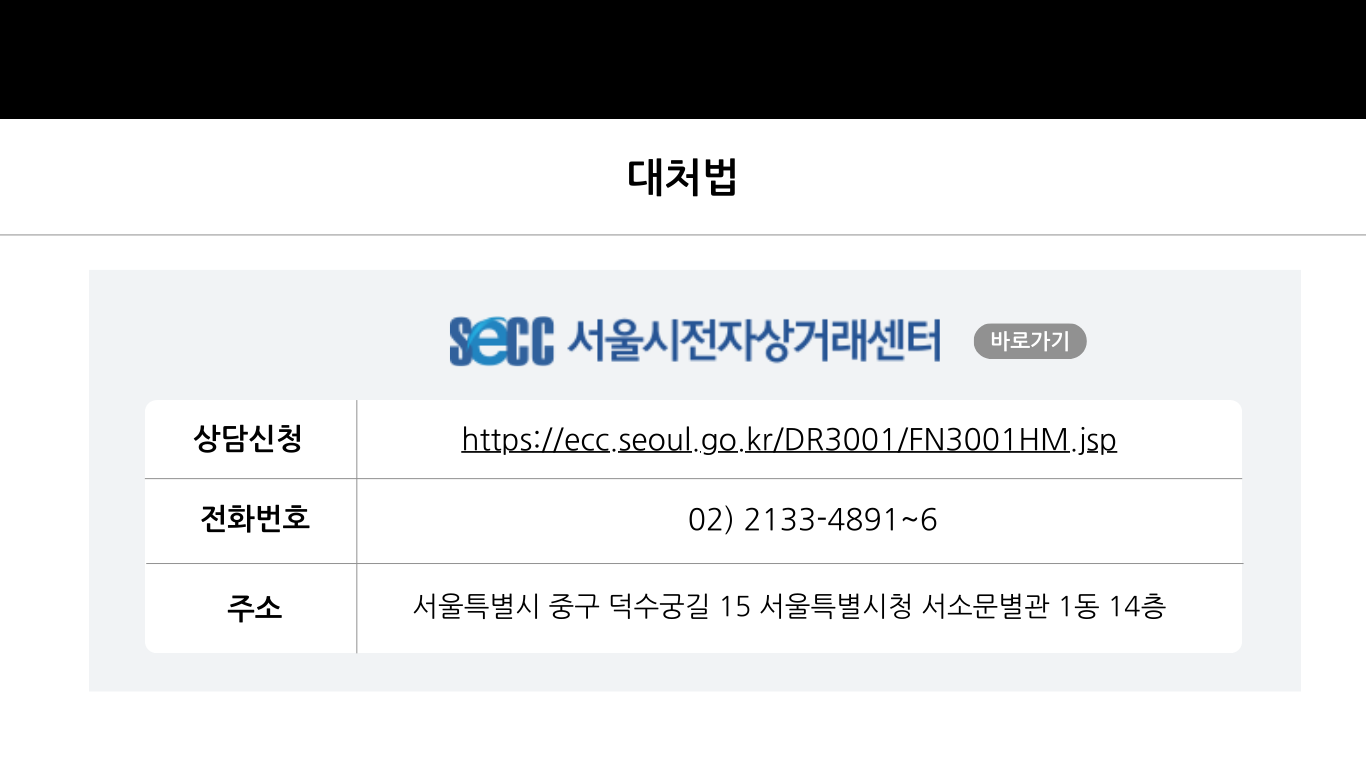 대처법
secc 서울시전자상거래센터 바로가기
상담신청 https://ecc.seoul.go.kr/DR3001/FN3001HM.jsp
전화번호 02) 2133-4891~6
주소 서울특별시 중구 덕수궁길 15 서울특별시청 서소문별관 1동 14층